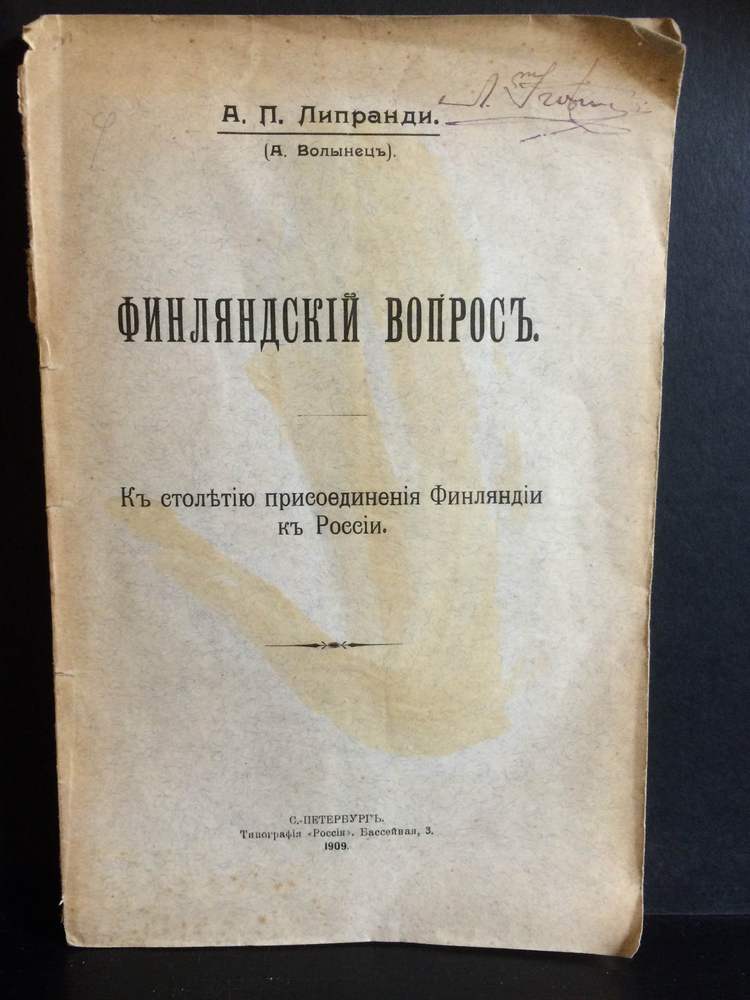 А. П. Липранди.
(А. Волынецъ).
ФИНЛЯНДСКІЙ ВОПРОСЪ.
Къ столѣтію присоединенія Финляндіи
къ Россіи.
С.-ПЕТЕРБУРГЪ.
Типографія «Россія». Бассейная, 3.
1909.